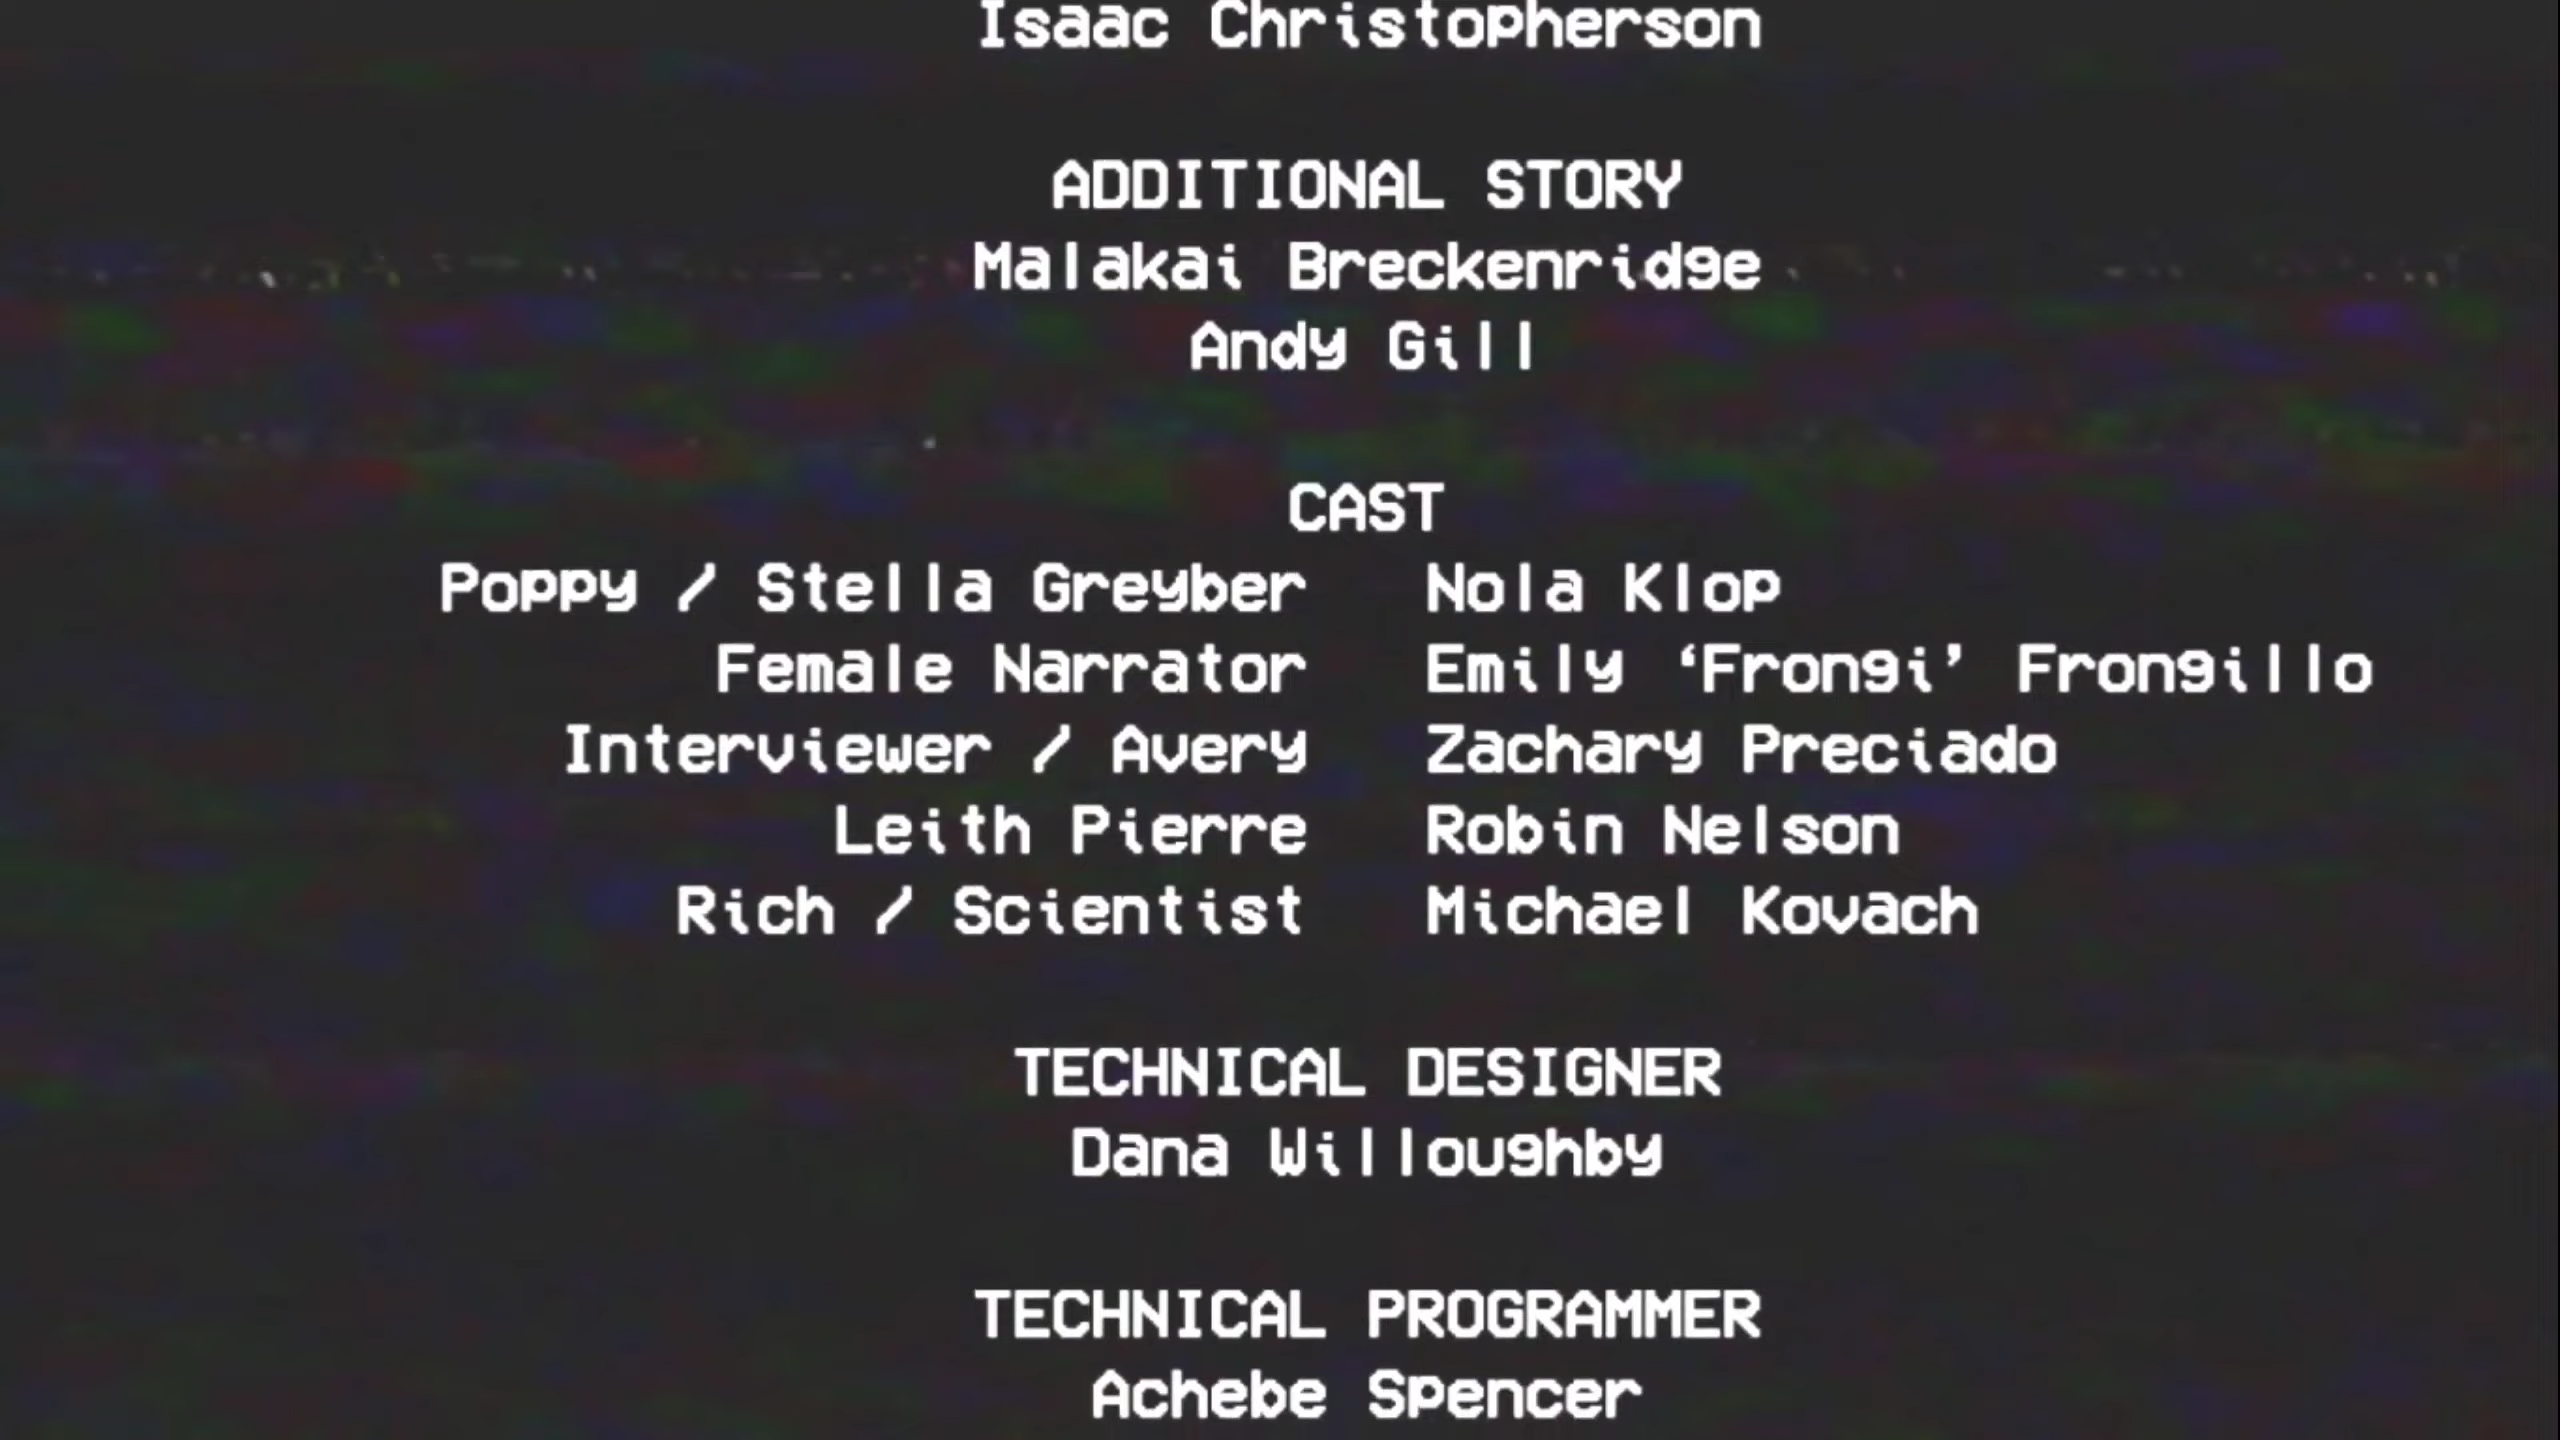 Isaac Christopherson
ADDITIONAL STORY
Malakai Breckenridge
Andy Gill
CAST
Poppy / Stella Greyber Nola Klop
Female Narrator Emily ‘Frongi’ Frongillo
Interviewer / Avery Zachary Preciado
Leith Pierre Robin Nelson
Rich / Scientist Michael Kovach
TECHNICAL DESIGNER
Dana Willoughby
TECHNICAL PROGRAMMER
Achebe Spencer